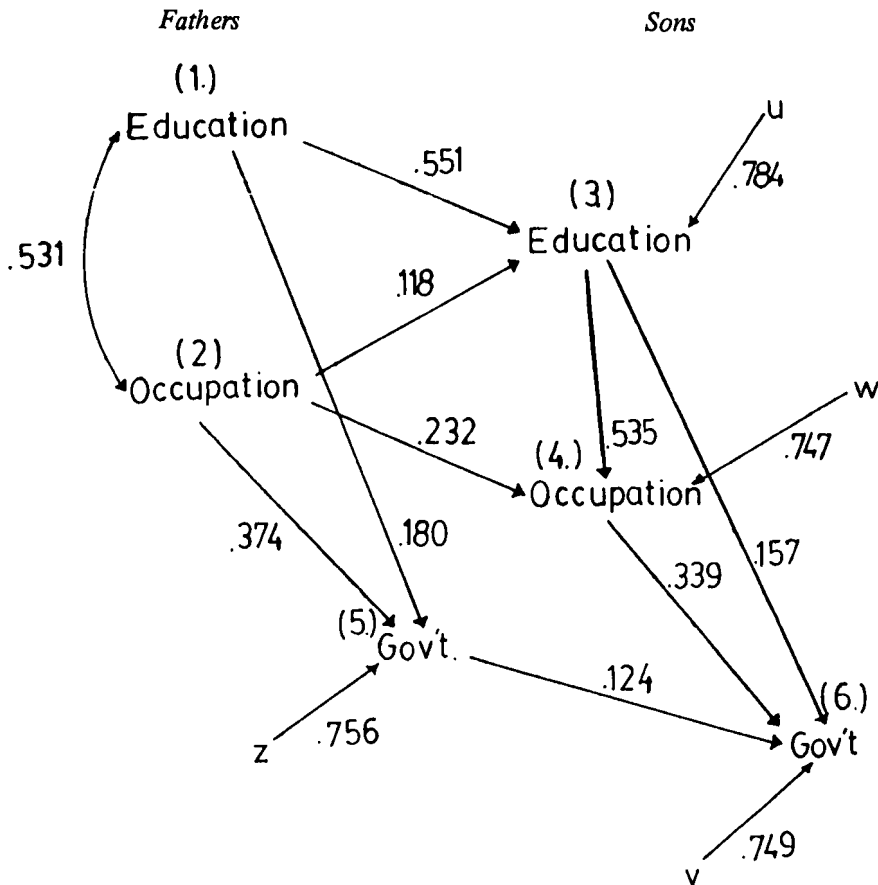 Fathers
Sons
(1.)
Education
u
.551
.784
(3.)
Education
.531
.118
(2)
Occupation
w
.232
.535
.747
(4.)
Occupation
.374
.180
.157
.339
(5.)
Gov't.
.124
(6.)
z
.756
Gov't
.749
v